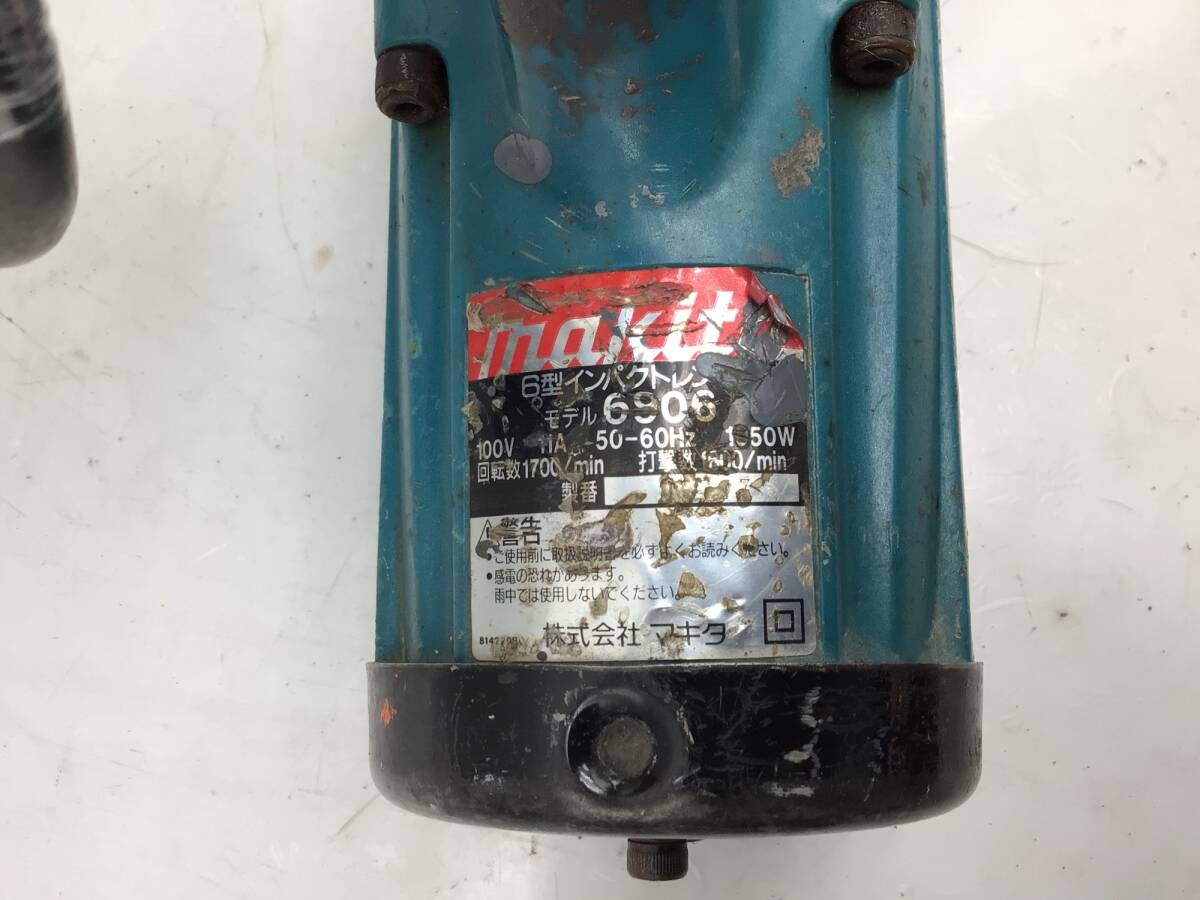 makit
6型インパクトレン
モデル 6906
100V 11A 50-60Hz 1050W
回転数1700/min 打撃数1600/min
製番
警告
•ご使用前に取扱説明書を必ずよくお読みください。
•感電の恐れがあります。
雨中では使用しないでください。
株式会社 マキタ